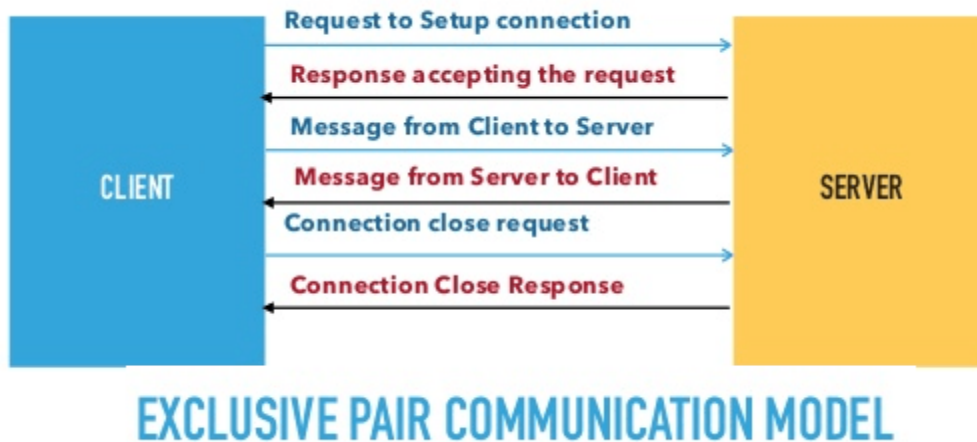 Request to Setup connection
Response accepting the request
Message from Client to Server
CLIENT
Message from Server to Client
SERVER
Connection close request
Connection Close Response
EXCLUSIVE PAIR COMMUNICATION MODEL